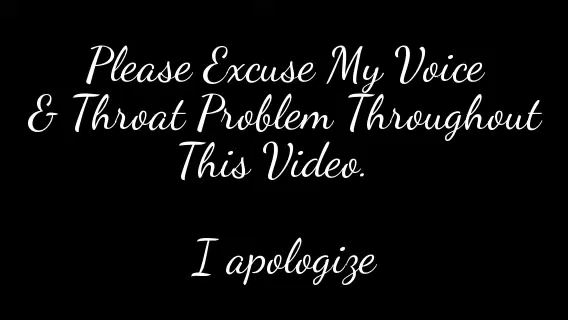 Please Excuse My Voice
& Throat Problem Throughout
This Video.
I apologize